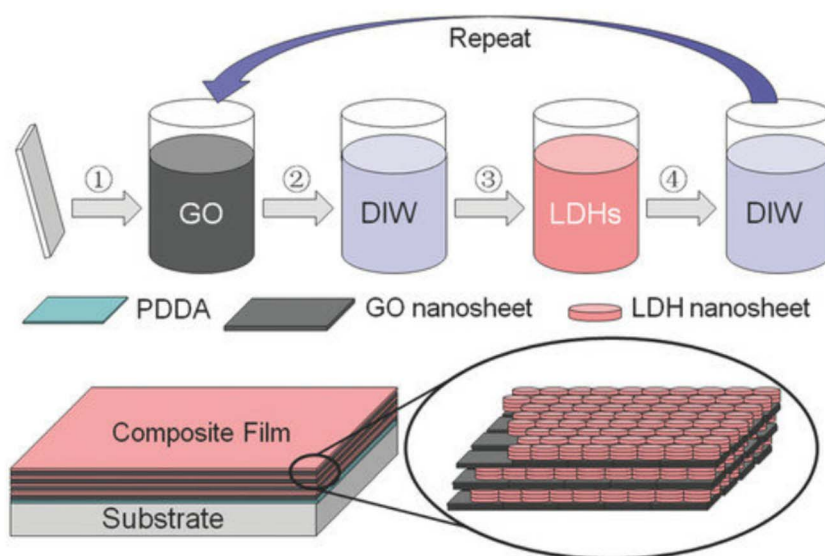 Repeat
① ② ③ ④
GO DIW LDHs DIW
PDDA GO nanosheet LDH nanosheet
Composite Film
Substrate